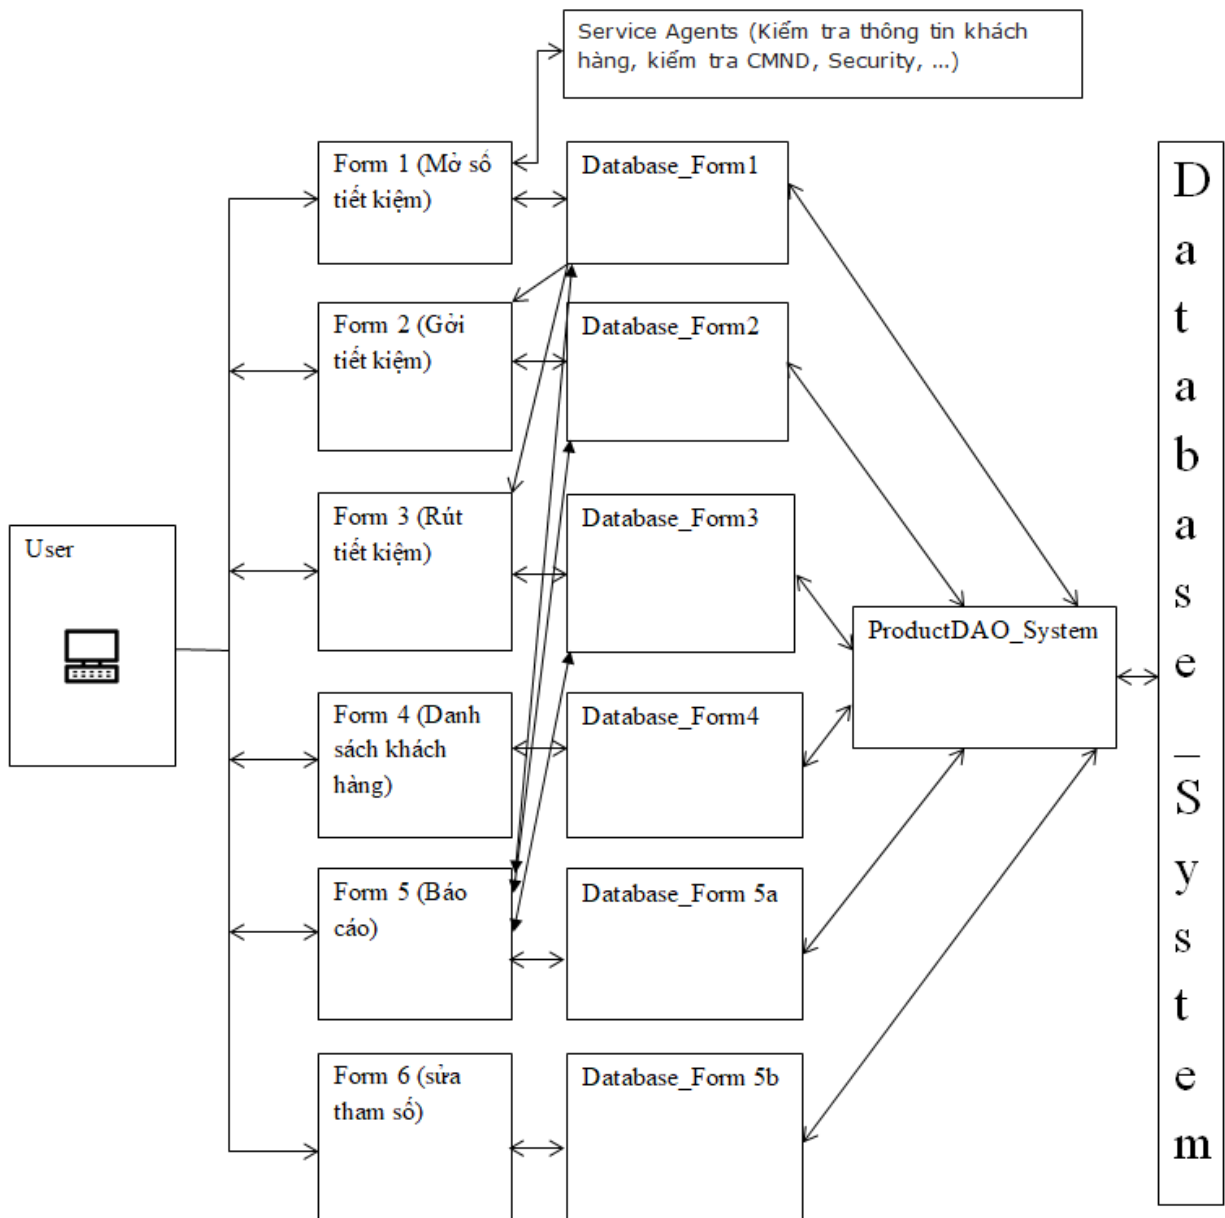 Service Agents (Kiểm tra thông tin khách
hàng, kiểm tra CMND, Security, ...)
Form 1 (Mở sổ
tiết kiệm)
Database_Form1
Form 2 (Gởi
tiết kiệm)
Database_Form2
Form 3 (Rút
tiết kiệm)
Database_Form3
User
ProductDAO_System
Form 4 (Danh
sách khách
hàng)
Database_Form4
Form 5 (Báo
cáo)
Database_Form 5a
Form 6 (sửa
tham số)
Database_Form 5b
Database_System